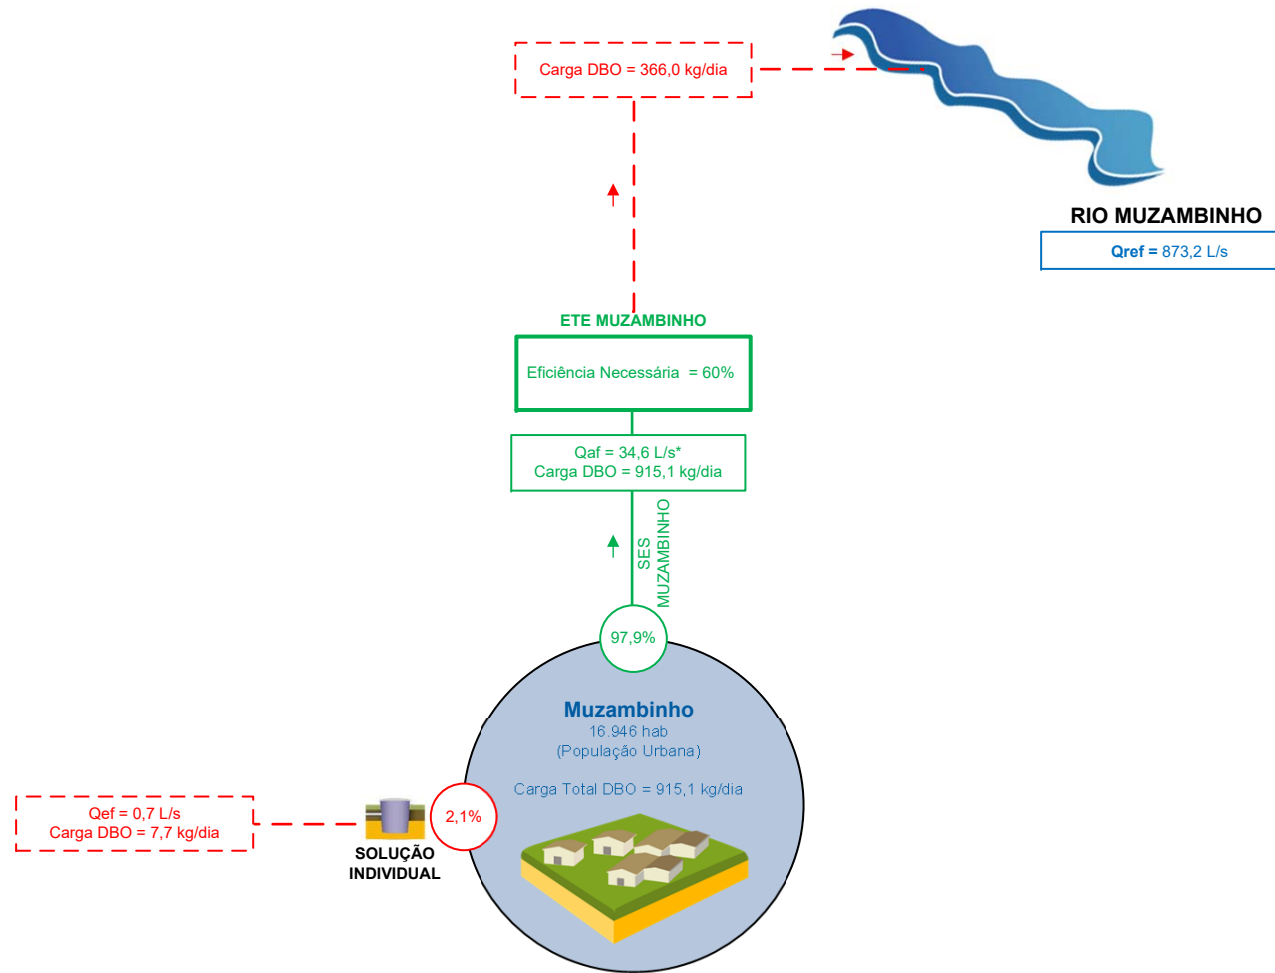 Carga DBO = 366,0 kg/dia
RIO MUZAMBINHO
Qref = 873,2 L/s
ETE MUZAMBINHO
Eficiência Necessária = 60%
Qaf = 34,6 L/s*
Carga DBO = 915,1 kg/dia
SES
MUZAMBINHO
97,9%
Muzambinho
16.946 hab
(População Urbana)
Carga Total DBO = 915,1 kg/dia
Qef = 0,7 L/s
Carga DBO = 7,7 kg/dia
2,1%
SOLUÇÃO
INDIVIDUAL